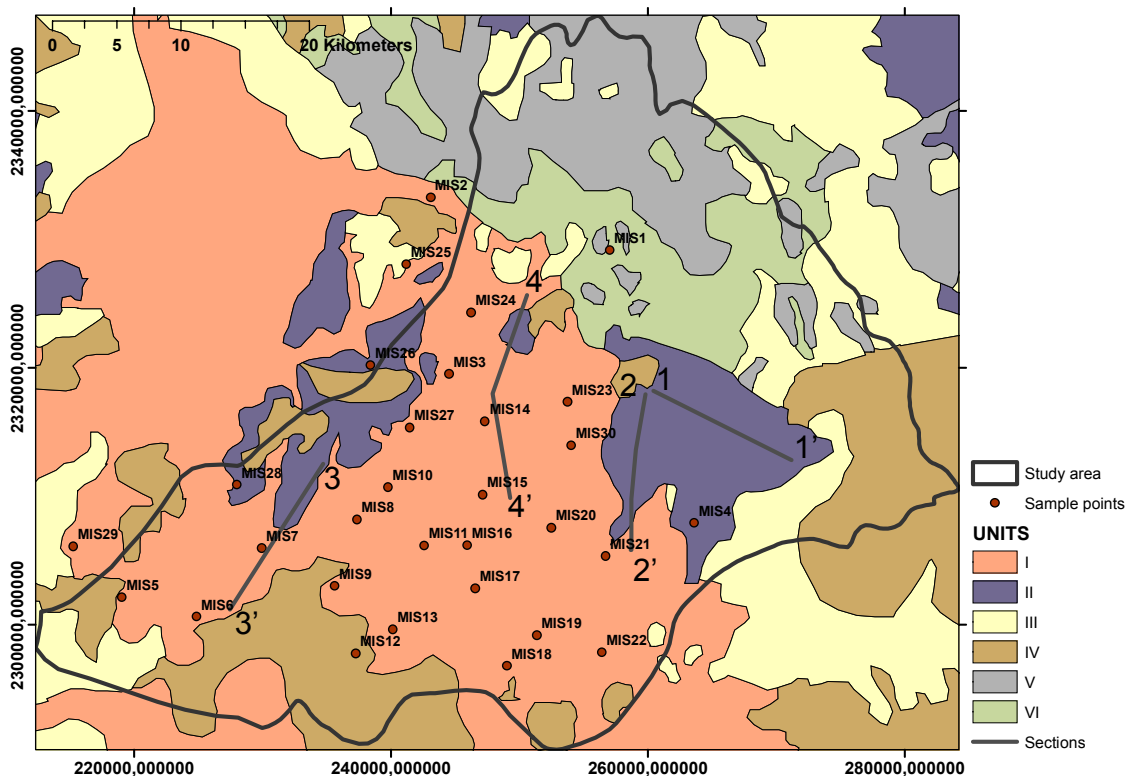 0 5 10 20 Kilometers
2340000,000000
2320000,000000
2300000,000000
MIS2
MIS1
MIS25
4
MIS24
MIS26
MIS3
2 1
MIS23
MIS27
MIS14
MIS30
1’
MIS28
3
MIS10
MIS15
4’
MIS8
MIS4
MIS20
MIS29
MIS7
MIS11
MIS16
MIS21
2’
MIS9
MIS17
MIS5
MIS6
3’
MIS13
MIS19
MIS12
MIS22
MIS18
220000,000000 240000,000000 260000,000000 280000,000000
Study area
Sample points
UNITS
I
II
III
IV
V
VI
Sections